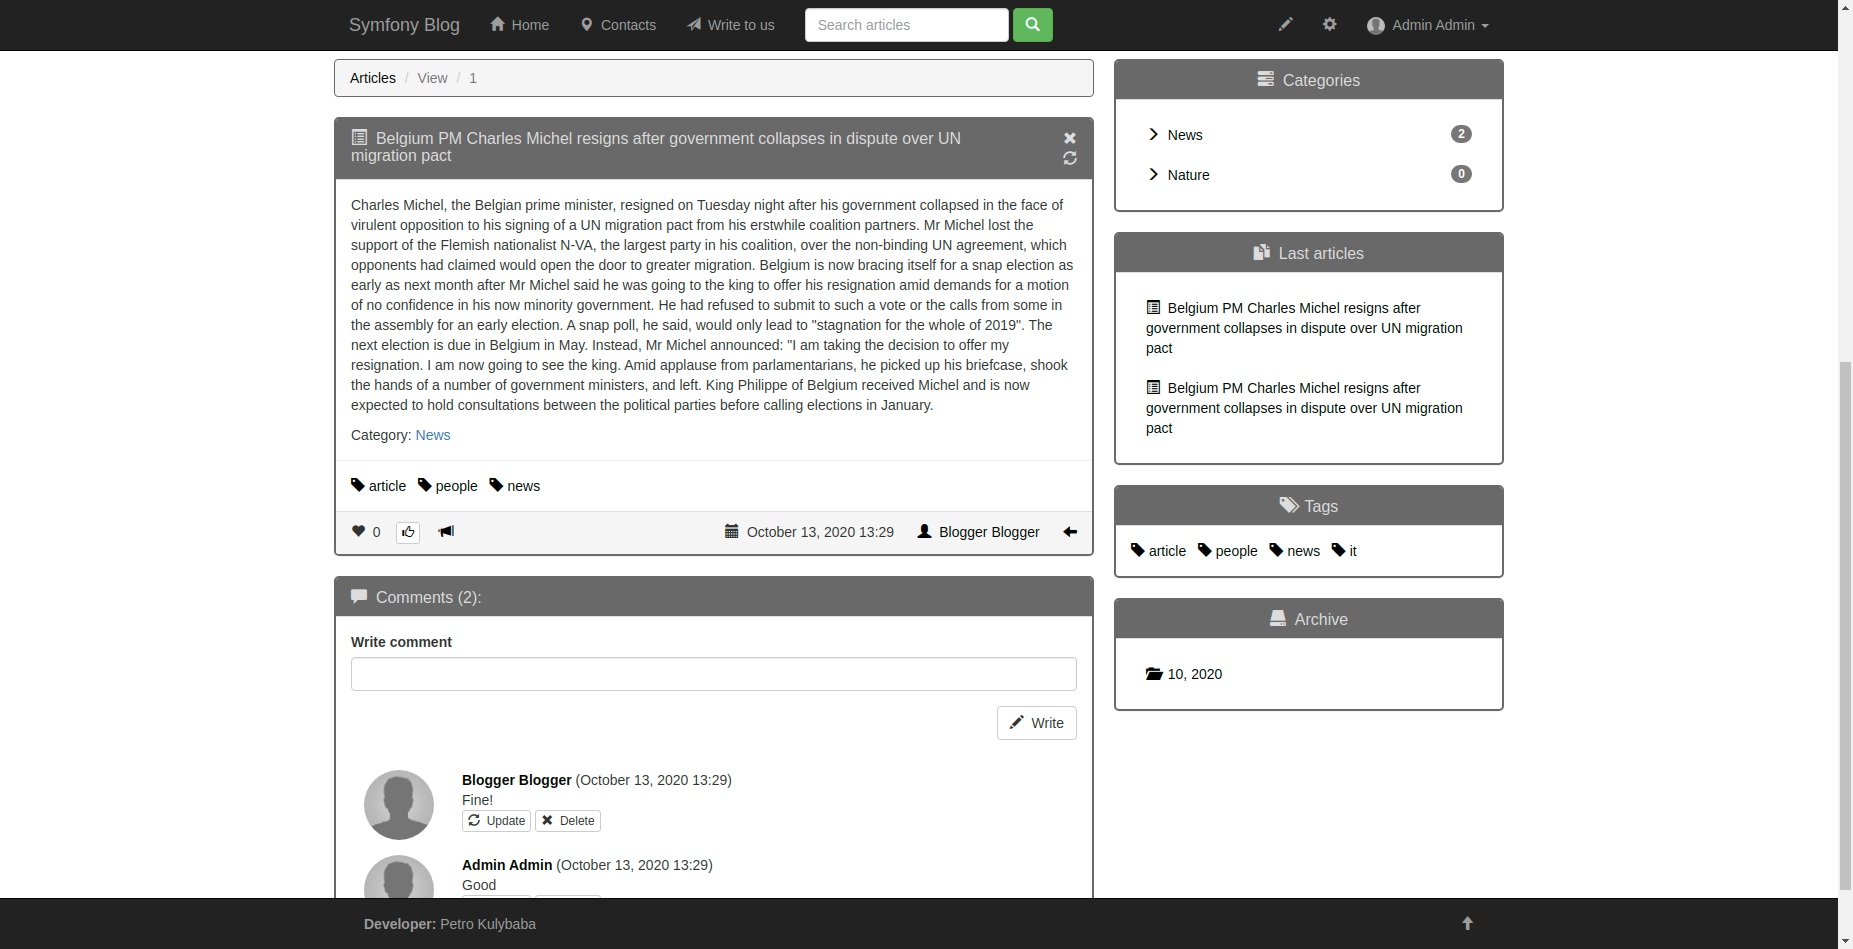 Symfony Blog Home Contacts Write to us Search articles Admin Admin
Articles / View / 1
Belgium PM Charles Michel resigns after government collapses in dispute over UN
migration pact
Charles Michel, the Belgian prime minister, resigned on Tuesday night after his government collapsed in the face of
virulent opposition to his signing of a UN migration pact from his erstwhile coalition partners. Mr Michel lost the
support of the Flemish nationalist N-VA, the largest party in his coalition, over the non-binding UN agreement, which
opponents had claimed would open the door to greater migration. Belgium is now bracing itself for a snap election as
early as next month after Mr Michel said he was going to the king to offer his resignation amid demands for a motion
of no confidence in his now minority government. He had refused to submit to such a vote or the calls from some in
the assembly for an early election. A snap poll, he said, would only lead to "stagnation for the whole of 2019". The
next election is due in Belgium in May. Instead, Mr Michel announced: "I am taking the decision to offer my
resignation. I am now going to see the king. Amid applause from parlamentarians, he picked up his briefcase, shook
the hands of a number of government ministers, and left. King Philippe of Belgium received Michel and is now
expected to hold consultations between the political parties before calling elections in January.
Category: News
article people news
0 October 13, 2020 13:29 Blogger Blogger
Comments (2):
Write comment
Write
Blogger Blogger (October 13, 2020 13:29)
Fine!
Update Delete
Admin Admin (October 13, 2020 13:29)
Good
Categories
News 2
Nature 0
Last articles
Belgium PM Charles Michel resigns after
government collapses in dispute over UN migration
pact
Belgium PM Charles Michel resigns after
government collapses in dispute over UN migration
pact
Tags
article people news it
Archive
10, 2020
Developer: Petro Kulybaba